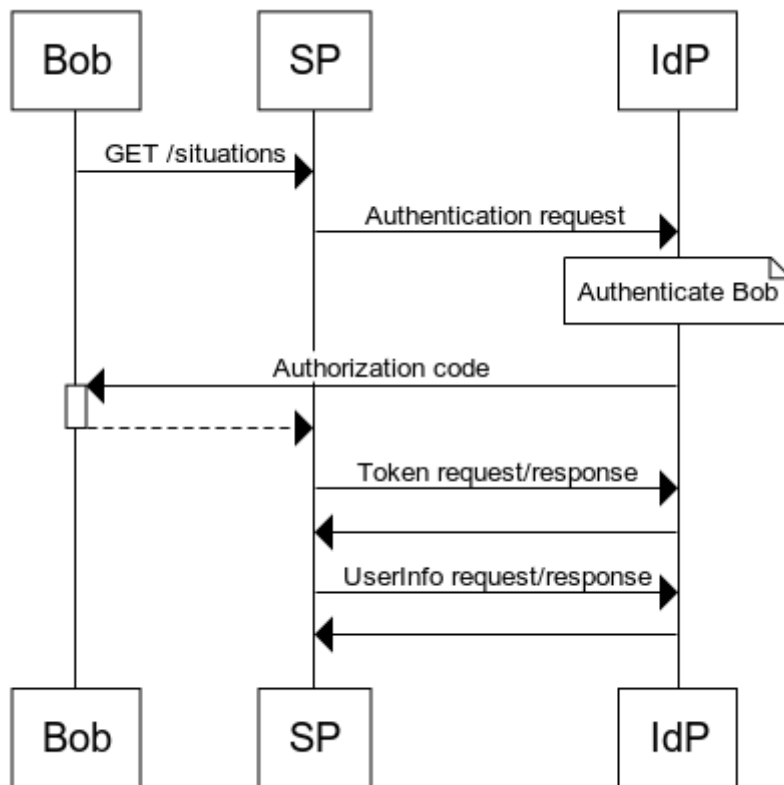 Bob
SP
IdP
GET /situations
Authentication request
Authenticate Bob
Authorization code
Token request/response
UserInfo request/response
Bob
SP
IdP